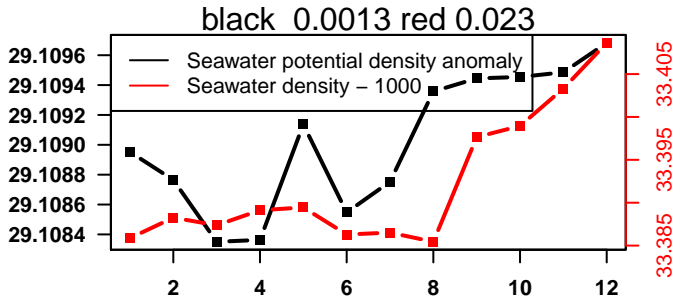 black 0.0013 red 0.023
Seawater potential density anomaly
Seawater density − 1000
29.1096
29.1094
29.1092
29.1090
29.1088
29.1086
29.1084
33.405
33.395
33.385
2 4 6 8 10 12